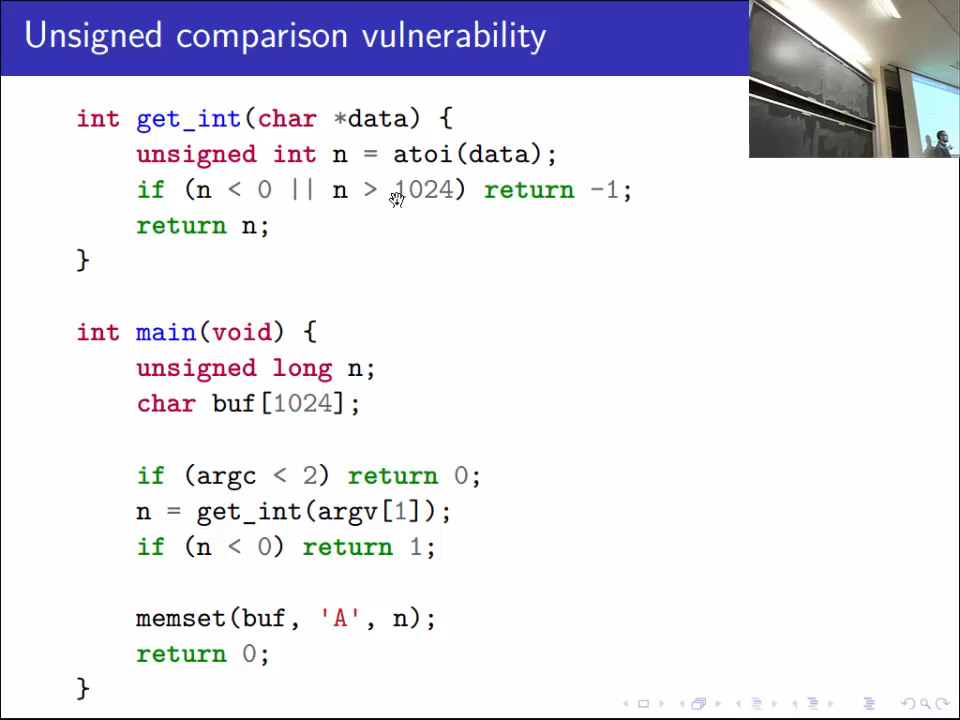 Unsigned comparison vulnerability
int get_int(char *data) {
unsigned int n = atoi(data);
if (n < 0 || n > 1024) return -1;
return n;
}
int main(void) {
unsigned long n;
char buf[1024];
if (argc < 2) return 0;
n = get_int(argv[1]);
if (n < 0) return 1;
memset(buf, 'A', n);
return 0;
}